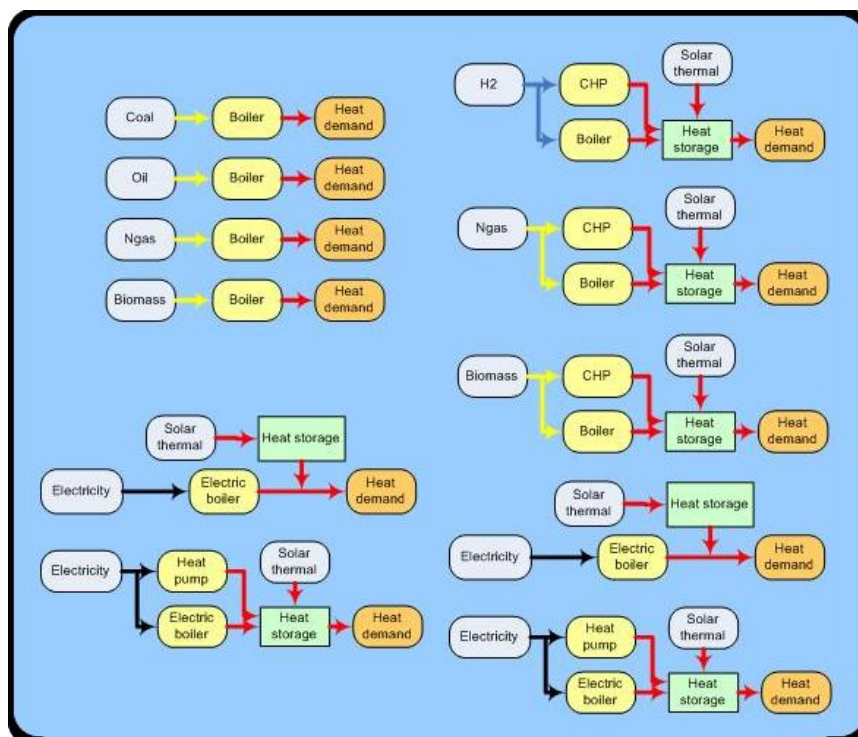 Coal
Boiler
Heat
demand
Oil
Boiler
Heat
demand
Ngas
Boiler
Heat
demand
Biomass
Boiler
Heat
demand
Solar
thermal
Heat storage
Electricity
Electric
boiler
Heat
demand
Electricity
Heat
pump
Solar
thermal
Electric
boiler
Heat
storage
Heat
demand
H2
CHP
Solar
thermal
Boiler
Heat
storage
Heat
demand
Ngas
CHP
Solar
thermal
Boiler
Heat
storage
Heat
demand
Biomass
CHP
Solar
thermal
Boiler
Heat
storage
Heat
demand
Solar
thermal
Heat storage
Electricity
Electric
boiler
Heat
demand
Electricity
Heat
pump
Solar
thermal
Electric
boiler
Heat
storage
Heat
demand